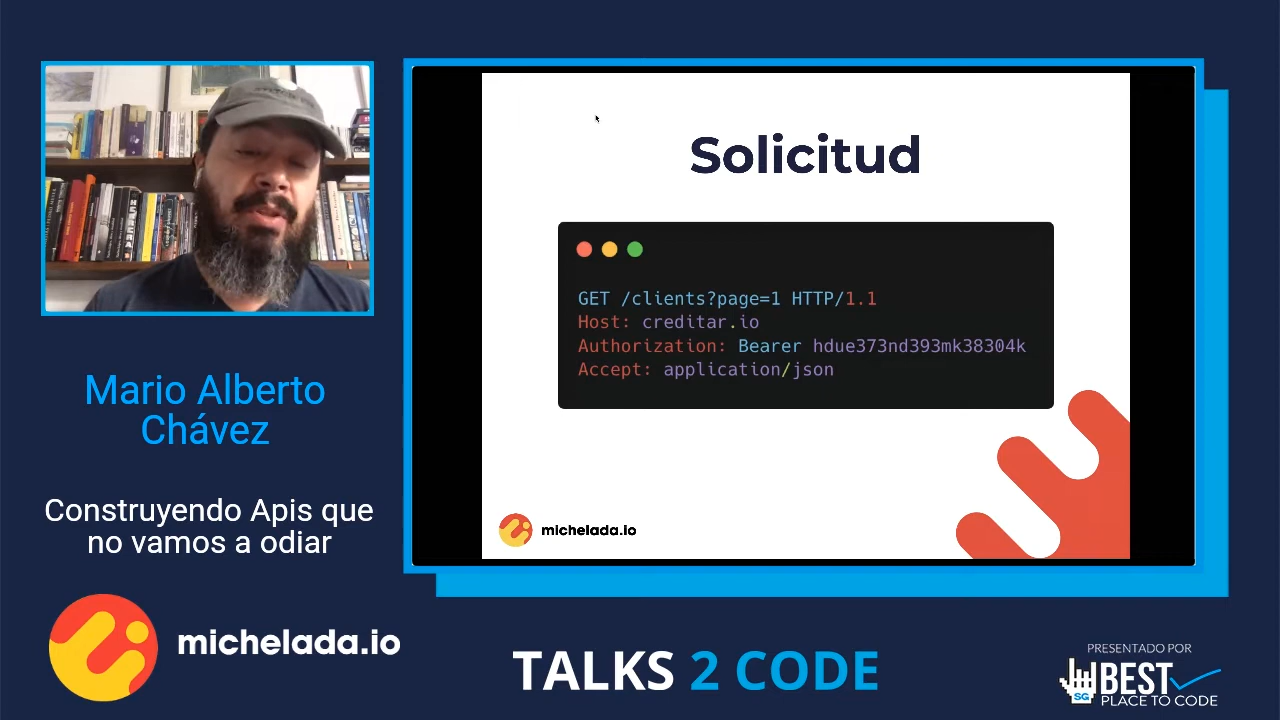 Solicitud
GET /clients?page=1 HTTP/1.1
Host: creditar.io
Authorization: Bearer hdue373nd393mk38304k
Accept: application/json
michelada.io
Mario Alberto
Chávez
Construyendo Apis que
no vamos a odiar
michelada.io
TALKS 2 CODE
PRESENTADO POR
SG
BEST
PLACE TO CODE